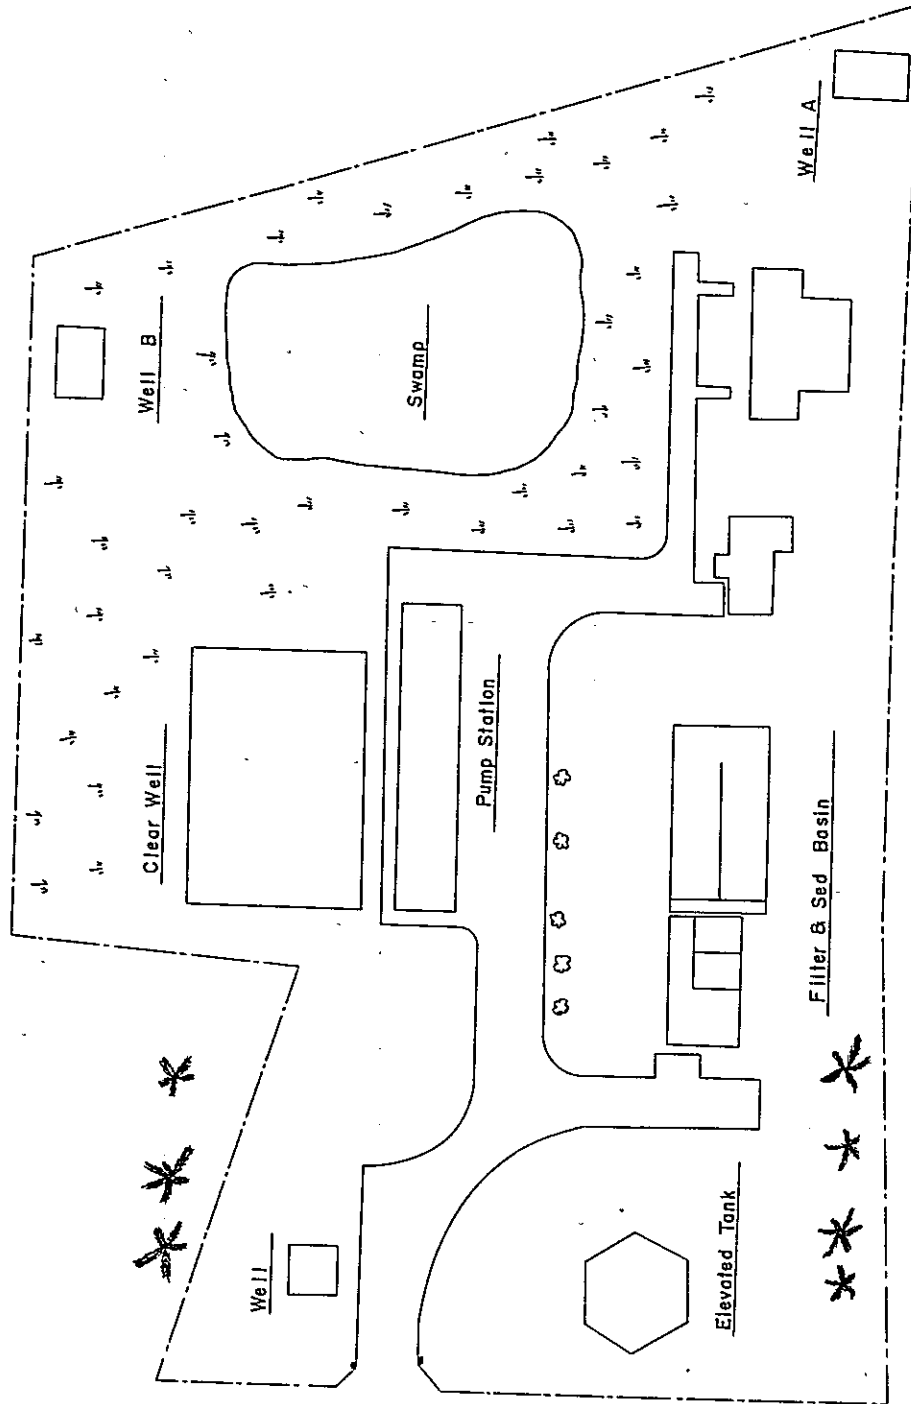 Well
Elevated Tank
Clear Well
Pump Station
Filter & Sed Basin
Well B
Swamp
Well A